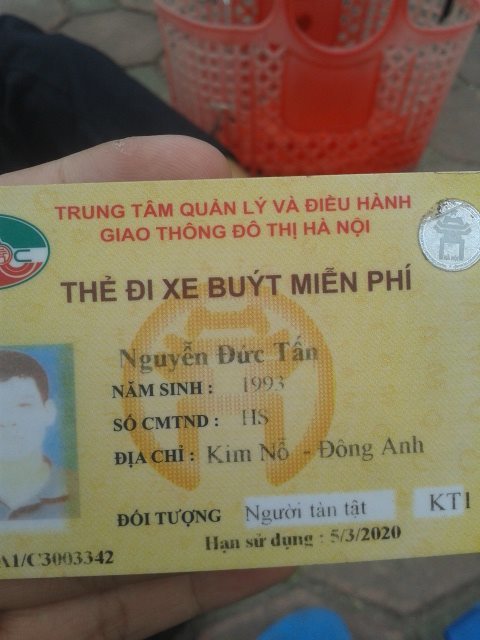 TRUNG TÂM QUẢN LÝ VÀ ĐIỀU HÀNH
GIAO THÔNG ĐÔ THỊ HÀ NỘI
THẺ ĐI XE BUÝT MIỄN PHÍ
Nguyễn Đức Tấn
NĂM SINH : 1993
SỐ CMTND : HS
ĐỊA CHỈ : Kim Nỗ - Đông Anh
ĐỐI TƯỢNG Người tàn tật KT1
Hạn sử dụng : 5/3/2020
A1/C3003342